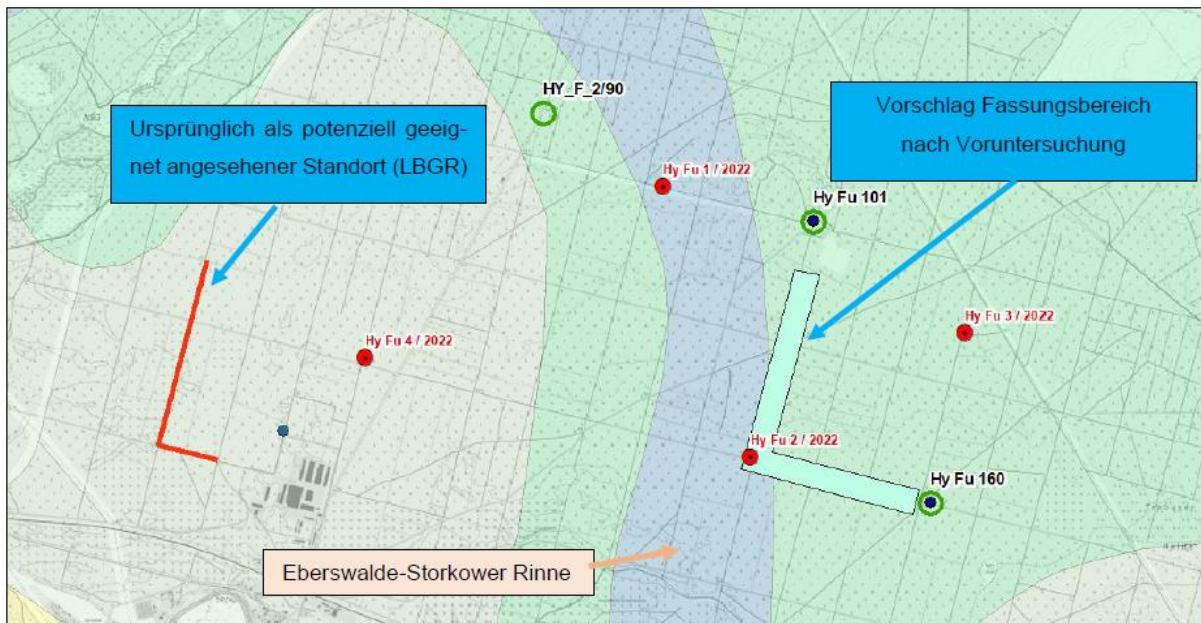 HY_F_2/90
Ursprünglich als potenziell geeig-
net angesehener Standort (LBGR)
Vorschlag Fassungsbereich
nach Voruntersuchung
Hy Fu 1 / 2022
Hy Fu 101
Hy Fu 3 / 2022
Hy Fu 4 / 2022
Hy Fu 2 / 2022
Hy Fu 160
Eberswalde-Storkower Rinne